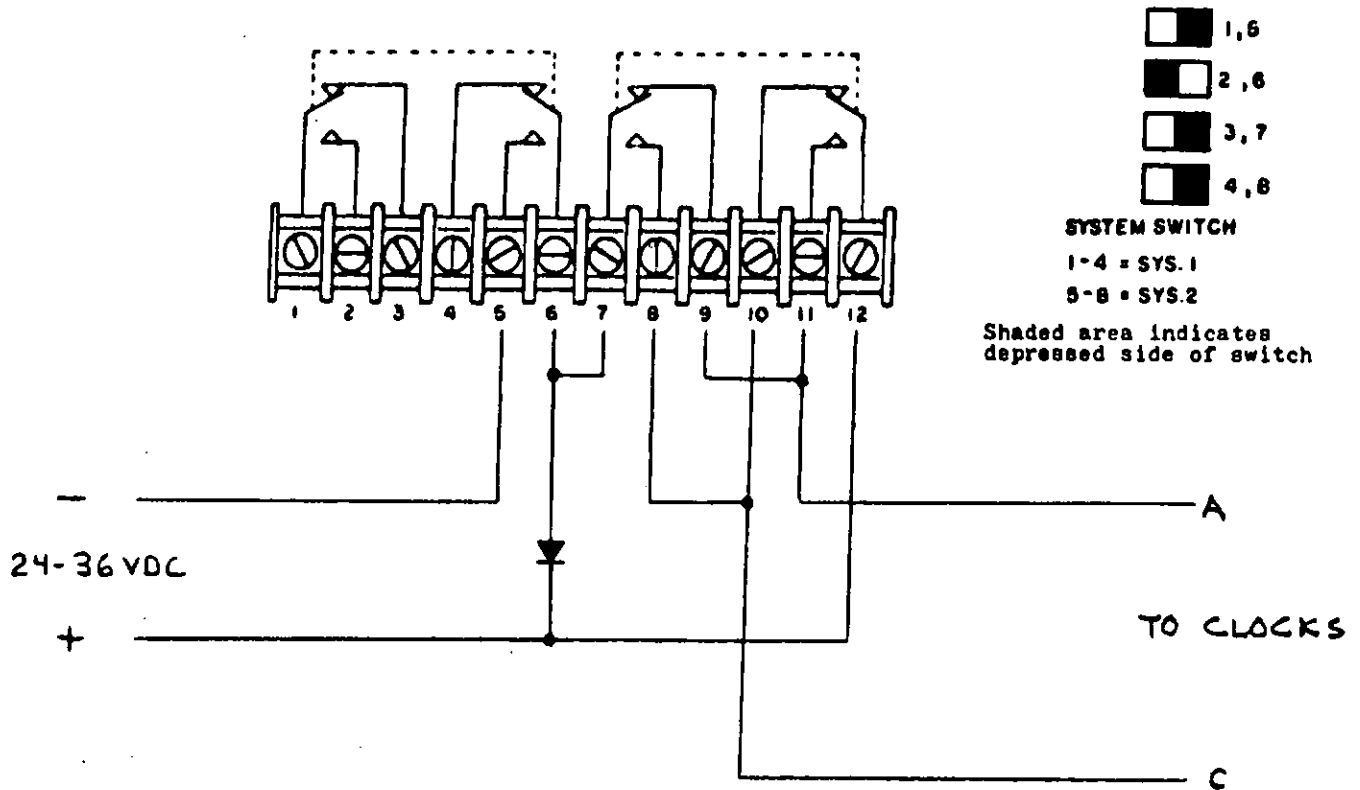 1,5
2,6
3,7
4,8
SYSTEM SWITCH
1-4 = SYS. 1
5-8 = SYS. 2
Shaded area indicates
depressed side of switch
1 2 3 4 5 6 7 8 9 10 11 12
−
A
24-36 VDC
+
TO CLOCKS
C